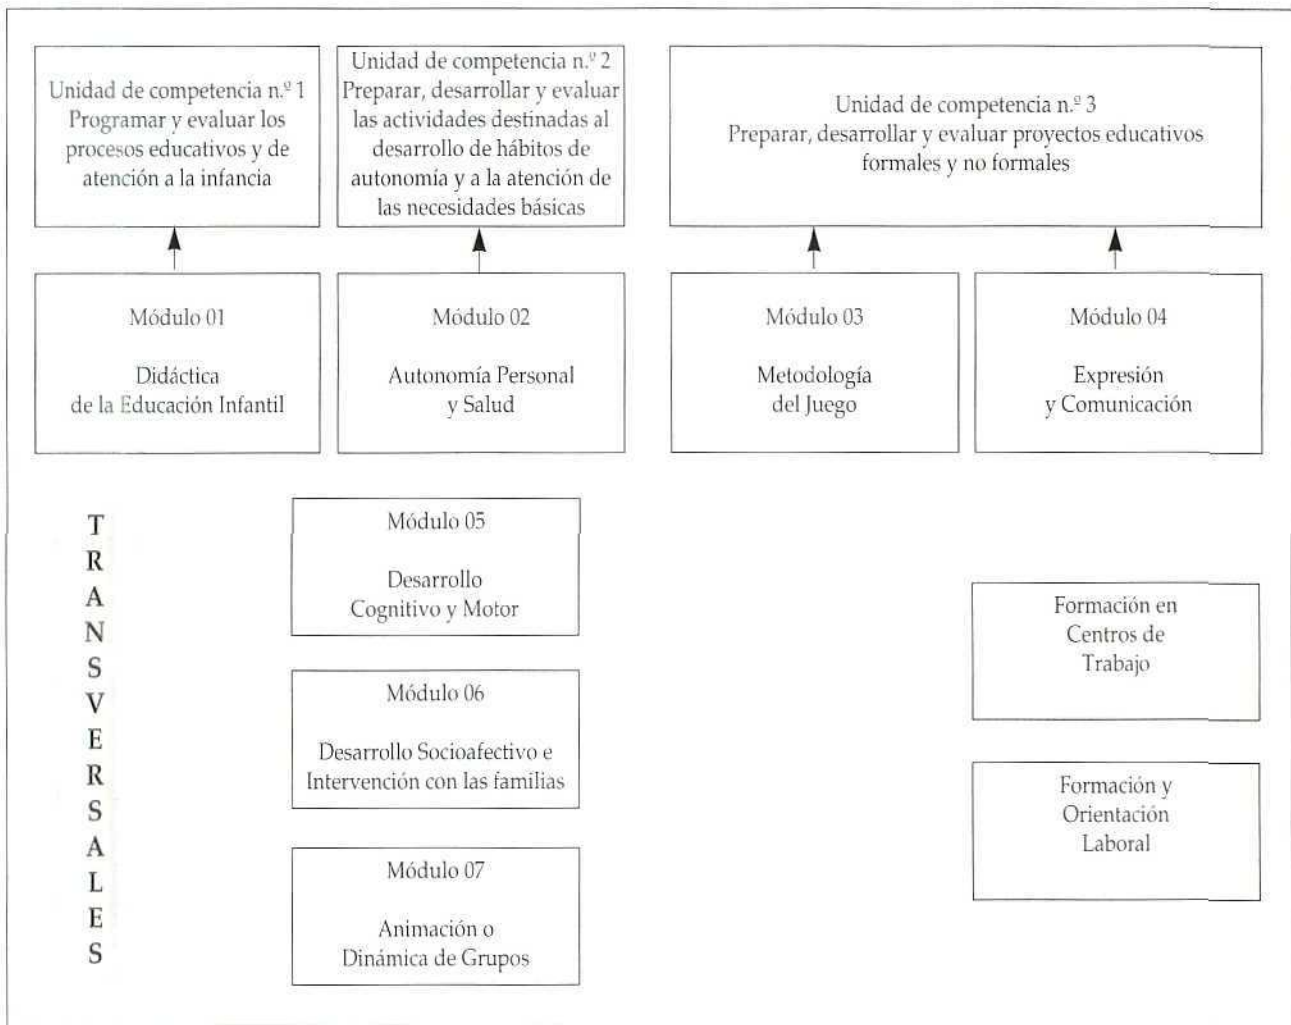 Unidad de competencia n.º 1
Programar y evaluar los
procesos educativos y de
atención a la infancia
Unidad de competencia n.º 2
Preparar, desarrollar y evaluar
las actividades destinadas al
desarrollo de hábitos de
autonomía y a la atención de
las necesidades básicas
Unidad de competencia n.º 3
Preparar, desarrollar y evaluar proyectos educativos
formales y no formales
Módulo 01
Didáctica
de la Educación Infantil
Módulo 02
Autonomía Personal
y Salud
Módulo 03
Metodología
del Juego
Módulo 04
Expresión
y Comunicación
T
R
A
N
S
V
E
R
S
A
L
E
S
Módulo 05
Desarrollo
Cognitivo y Motor
Módulo 06
Desarrollo Socioafectivo e
Intervención con las familias
Módulo 07
Animación o
Dinámica de Grupos
Formación en
Centros de
Trabajo
Formación y
Orientación
Laboral